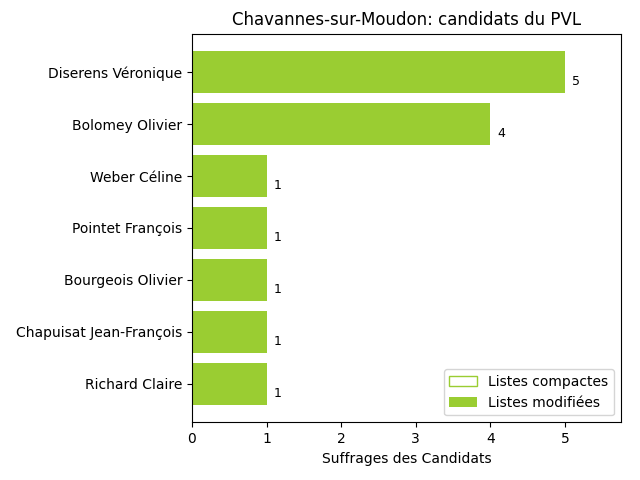 Chavannes-sur-Moudon: candidats du PVL
Diserens Véronique
5
Bolomey Olivier
4
Weber Céline
1
Pointet François
1
Bourgeois Olivier
1
Chapuisat Jean-François
1
Richard Claire
1
Listes compactes
Listes modifiées
0 1 2 3 4 5
Suffrages des Candidats